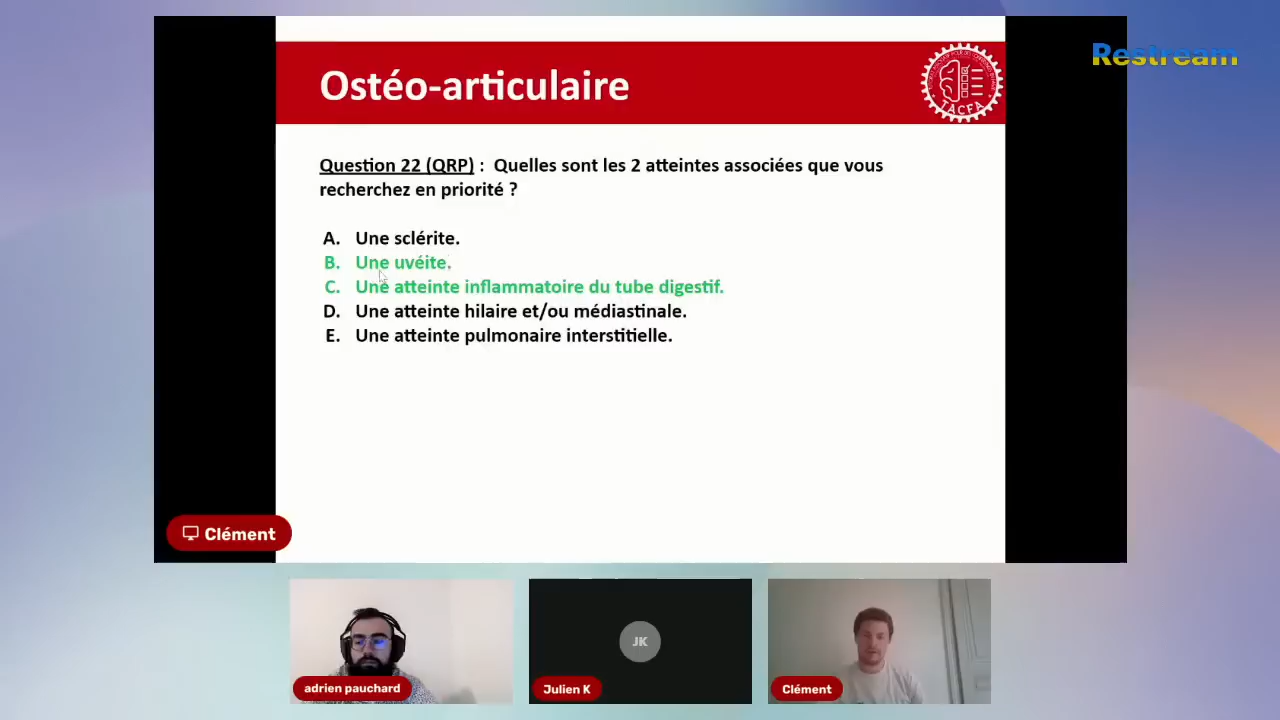 Restream
Ostéo-articulaire
TACFA
Question 22 (QRP) : Quelles sont les 2 atteintes associées que vous
recherchez en priorité ?
A. Une sclérite.
B. Une uvéite.
C. Une atteinte inflammatoire du tube digestif.
D. Une atteinte hilaire et/ou médiastinale.
E. Une atteinte pulmonaire interstitielle.
Clément
JK
adrien pauchard
Julien K
Clément